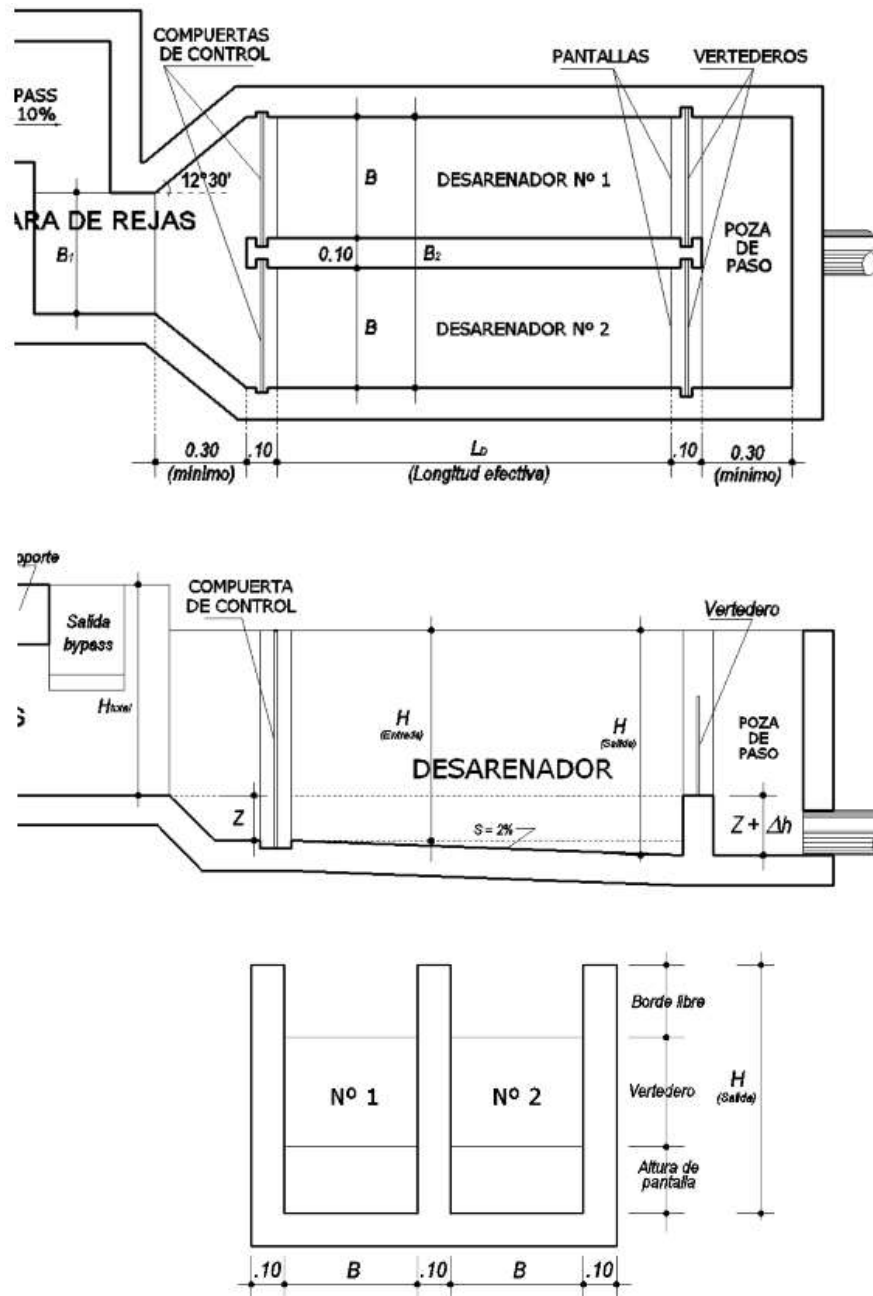 COMPUERTAS
DE CONTROL
PANTALLAS
VERTEDEROS
PASS
10%
12°30'
B
DESARENADOR Nº 1
ARA DE REJAS
B₁
0.10
B₂
POZA
DE
PASO
B
DESARENADOR Nº 2
0.30
(mínimo)
.10
L_D
(Longitud efectiva)
.10
0.30
(mínimo)
oporte
Salida
bypass
COMPUERTA
DE CONTROL
Vertedero
H total
S
H
(Entrada)
H
(Salida)
POZA
DE
PASO
DESARENADOR
Z
S = 2%
Z + Δh
Borde libre
Nº 1
Nº 2
Vertedero
H
(Salida)
Altura de
pantalla
.10
B
.10
B
.10